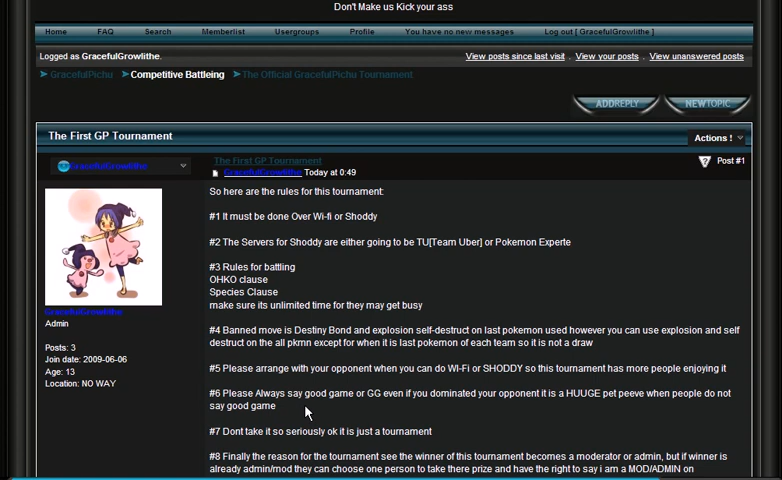 Don't Make us Kick your ass
Home FAQ Search Memberlist Usergroups Profile You have no new messages Log out [ GracefulGrowlithe ]
Logged as GracefulGrowlithe. View posts since last visit . View your posts . View unanswered posts
GracefulPichu Competitive Battleing The Official GracefulPichu Tournament
ADDREPLY NEWTOPIC
The First GP Tournament Actions !
GracefulGrowlithe The First GP Tournament Post #1
GracefulGrowlithe Today at 0:49
So here are the rules for this tournament:
#1 It must be done Over Wi-fi or Shoddy
#2 The Servers for Shoddy are either going to be TU[Team Uber] or Pokemon Experte
#3 Rules for battling
OHKO clause
Species Clause
make sure its unlimited time for they may get busy
#4 Banned move is Destiny Bond and explosion self-destruct on last pokemon used however you can use explosion and self
destruct on the all pkmn except for when it is last pokemon of each team so it is not a draw
#5 Please arrange with your opponent when you can do WI-Fi or SHODDY so this tournament has more people enjoying it
#6 Please Always say good game or GG even if you dominated your opponent it is a HUUGE pet peeve when people do not
say good game
#7 Dont take it so seriously ok it is just a tournament
#8 Finally the reason for the tournament see the winner of this tournament becomes a moderator or admin, but if winner is
already admin/mod they can choose one person to take there prize and have the right to say i am a MOD/ADMIN on
GracefulGrowlithe
Admin
Posts: 3
Join date: 2009-06-06
Age: 13
Location: NO WAY